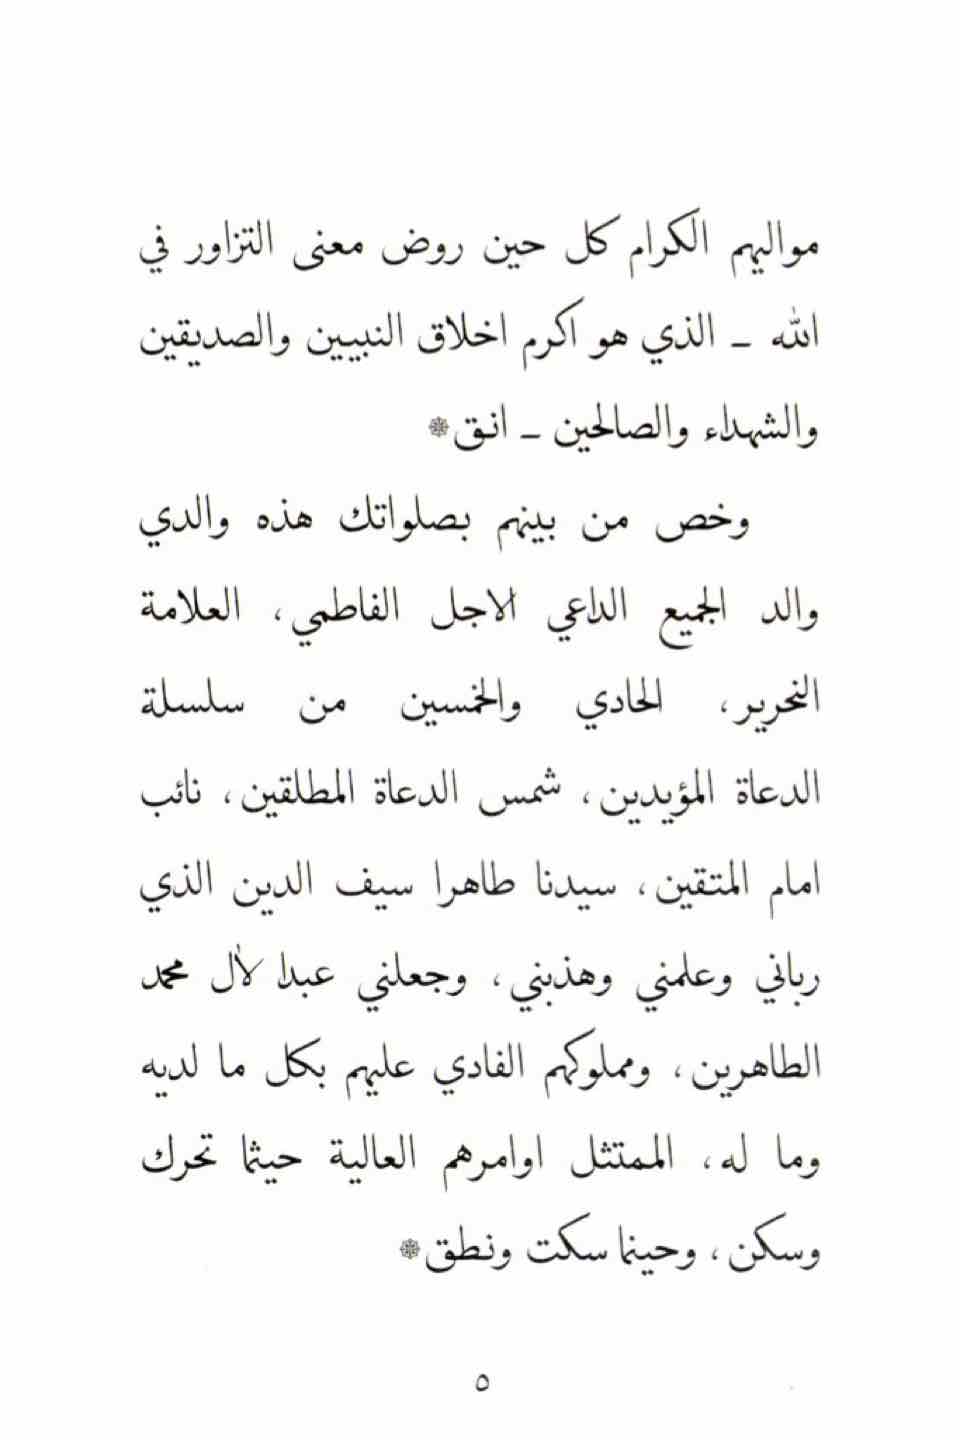 مواليهم الكرام كل حين روض معنى التزاور في
الله ـ الذي هو اكرم اخلاق النبيين والصديقين
والشهداء والصالحين ـ انق۞
وخص من بينهم بصلواتك هذه والدي
والد الجميع الداعي الاجل الفاطمي، العلامة
النحرير، الحادي والخمسين من سلسلة
الدعاة المؤيدين، شمس الدعاة المطلقين، نائب
امام المتقين، سيدنا طاهرا سيف الدين الذي
رباني وعلمني وهذبني، وجعلني عبدا لأل محمد
الطاهرين، ومملوكهم الفادي عليهم بكل ما لديه
وما له، الممتثل اوامرهم العالية حيثما تحرك
وسكن، وحينما سكت ونطق۞
٥